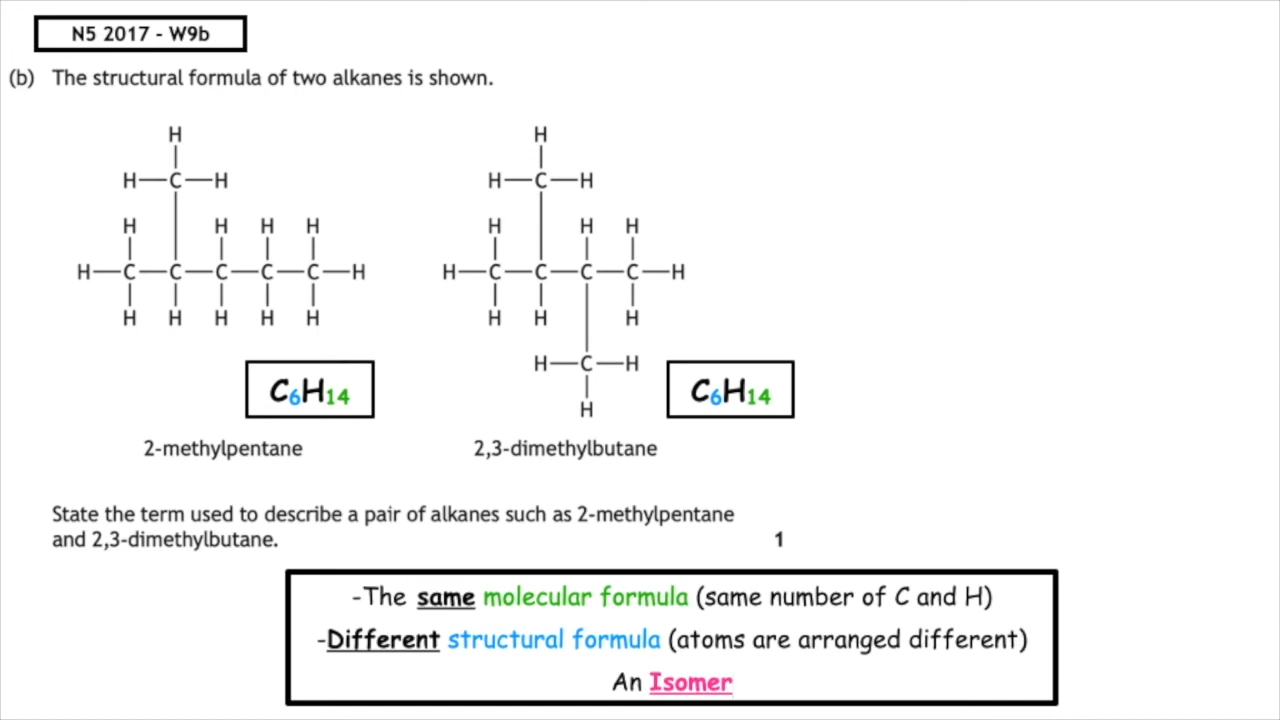 N5 2017 - W9b
(b) The structural formula of two alkanes is shown.
H H
H—C—H H—C—H
H H H H H H H
H—C—C—C—C—C—H H—C—C—C—C—H
H H H H H H H H
H—C—H
C6H14 C6H14
H
2-methylpentane 2,3-dimethylbutane
State the term used to describe a pair of alkanes such as 2-methylpentane
and 2,3-dimethylbutane. 1
-The same molecular formula (same number of C and H)
-Different structural formula (atoms are arranged different)
An Isomer